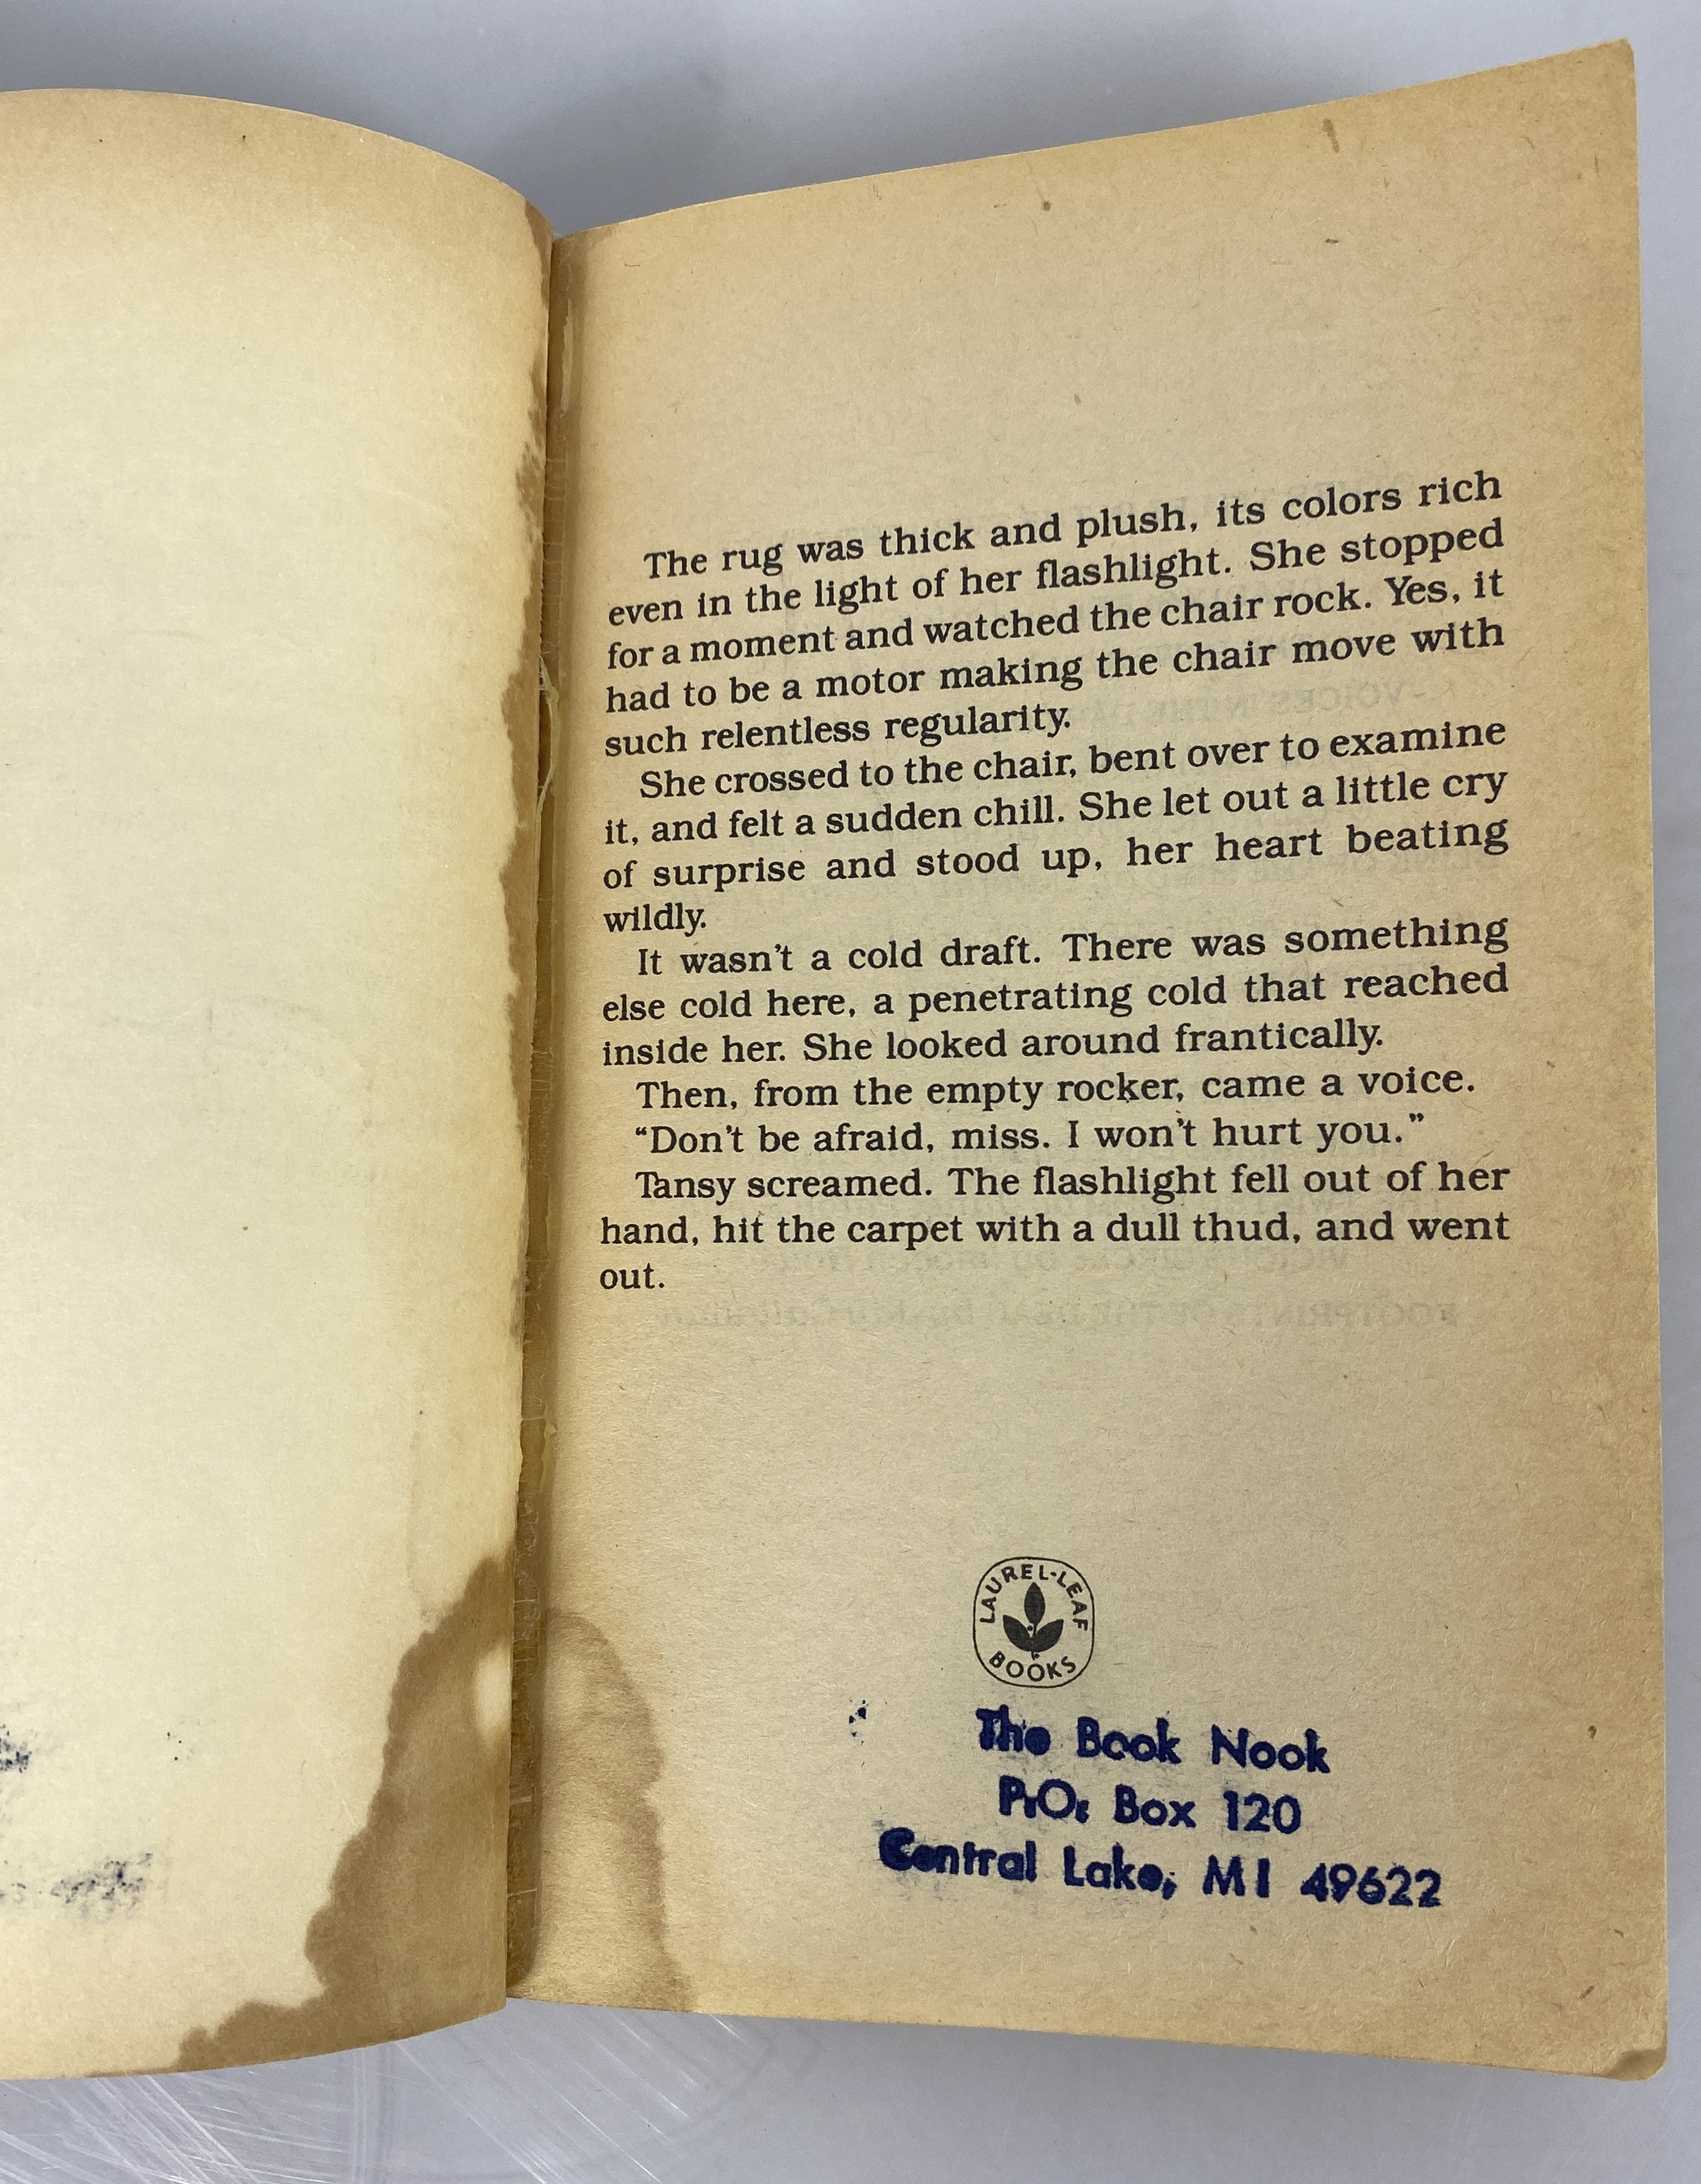 The rug was thick and plush, its colors rich
even in the light of her flashlight. She stopped
for a moment and watched the chair rock. Yes, it
had to be a motor making the chair move with
such relentless regularity.
She crossed to the chair, bent over to examine
it, and felt a sudden chill. She let out a little cry
of surprise and stood up, her heart beating
wildly.
It wasn't a cold draft. There was something
else cold here, a penetrating cold that reached
inside her. She looked around frantically.
Then, from the empty rocker, came a voice.
“Don't be afraid, miss. I won't hurt you.”
Tansy screamed. The flashlight fell out of her
hand, hit the carpet with a dull thud, and went
out.
LAUREL-LEAF
BOOKS
The Book Nook
P.O. Box 120
Central Lake, MI 49622